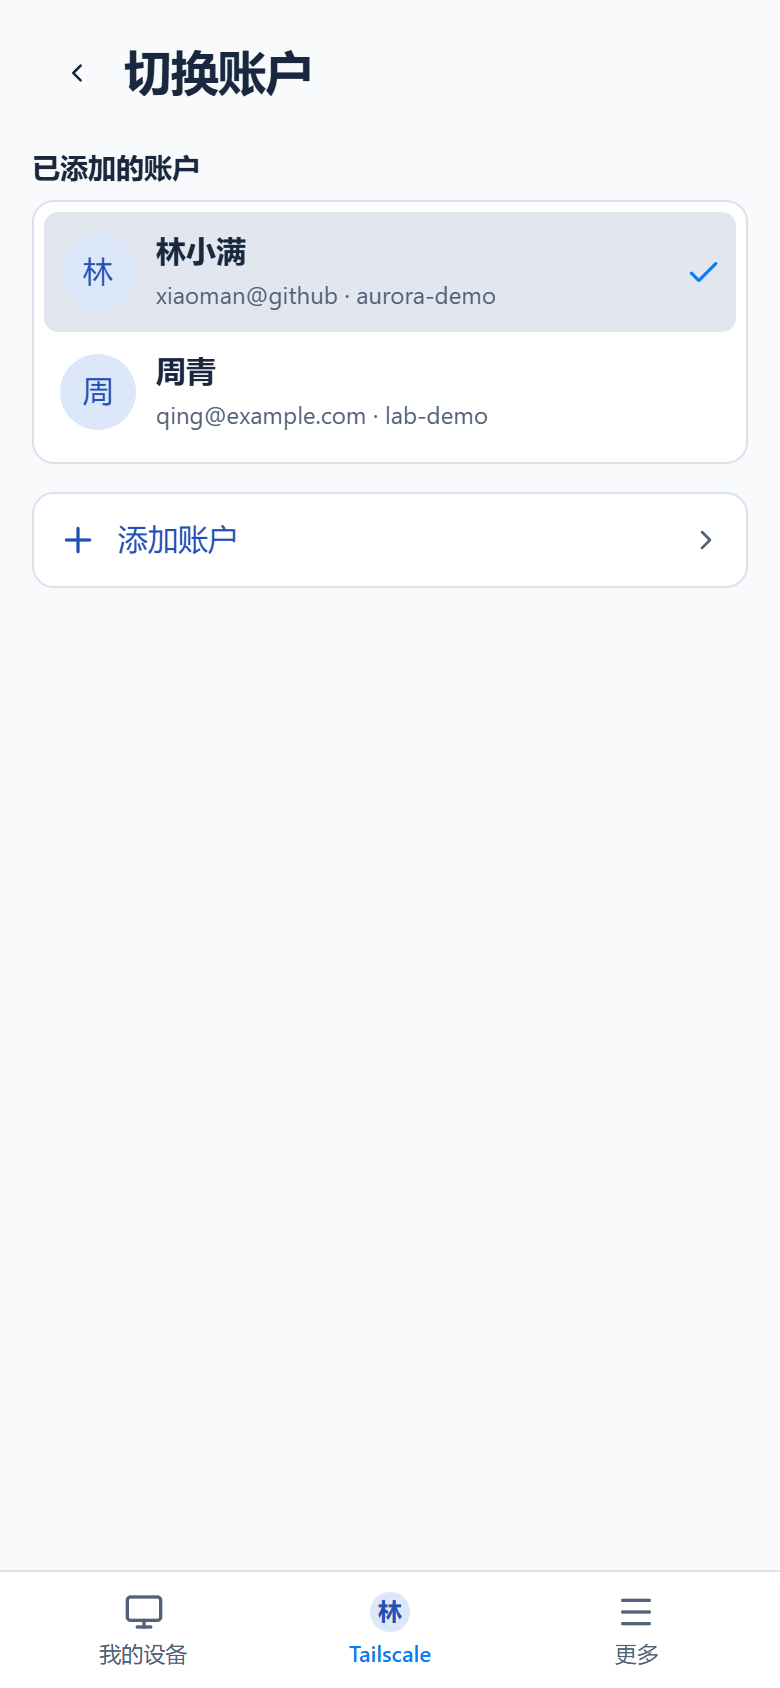 切换账户
已添加的账户
林
林小满
xiaoman@github · aurora-demo
周
周青
qing@example.com · lab-demo
添加账户
我的设备
林
Tailscale
更多